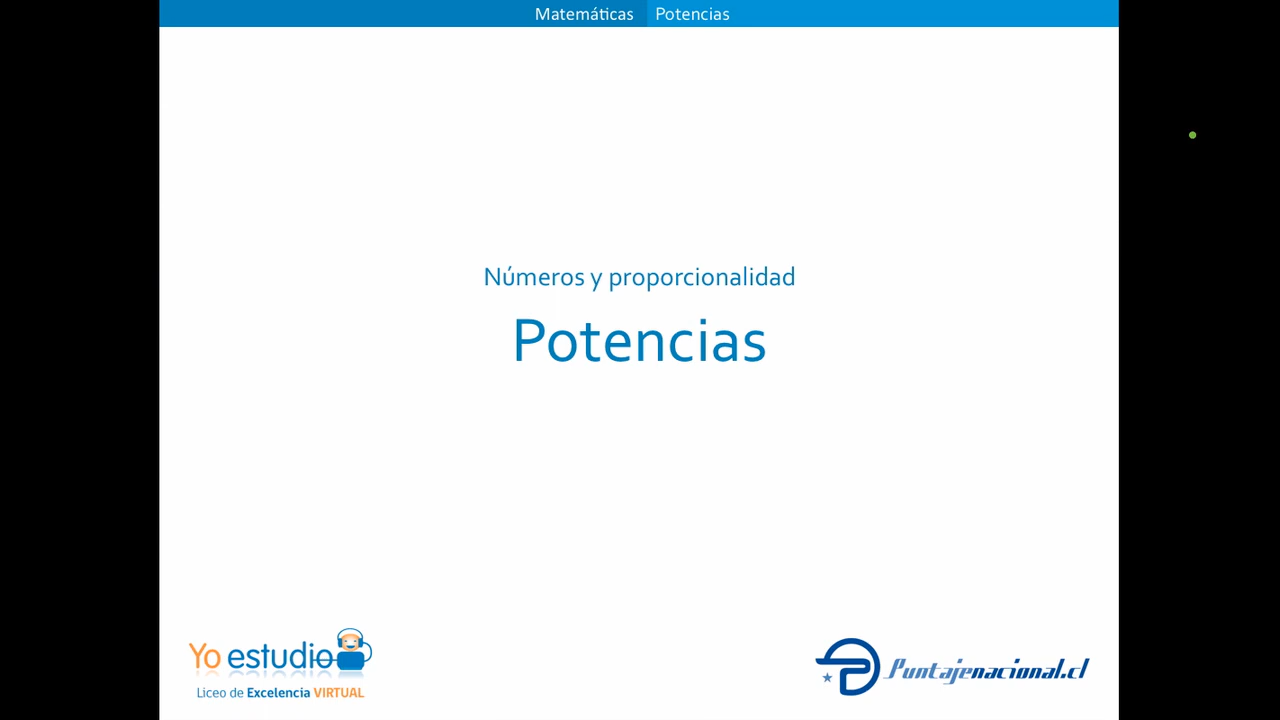 Matemáticas Potencias
Números y proporcionalidad
Potencias
Yo estudio
Liceo de Excelencia VIRTUAL
Puntajenacional.cl